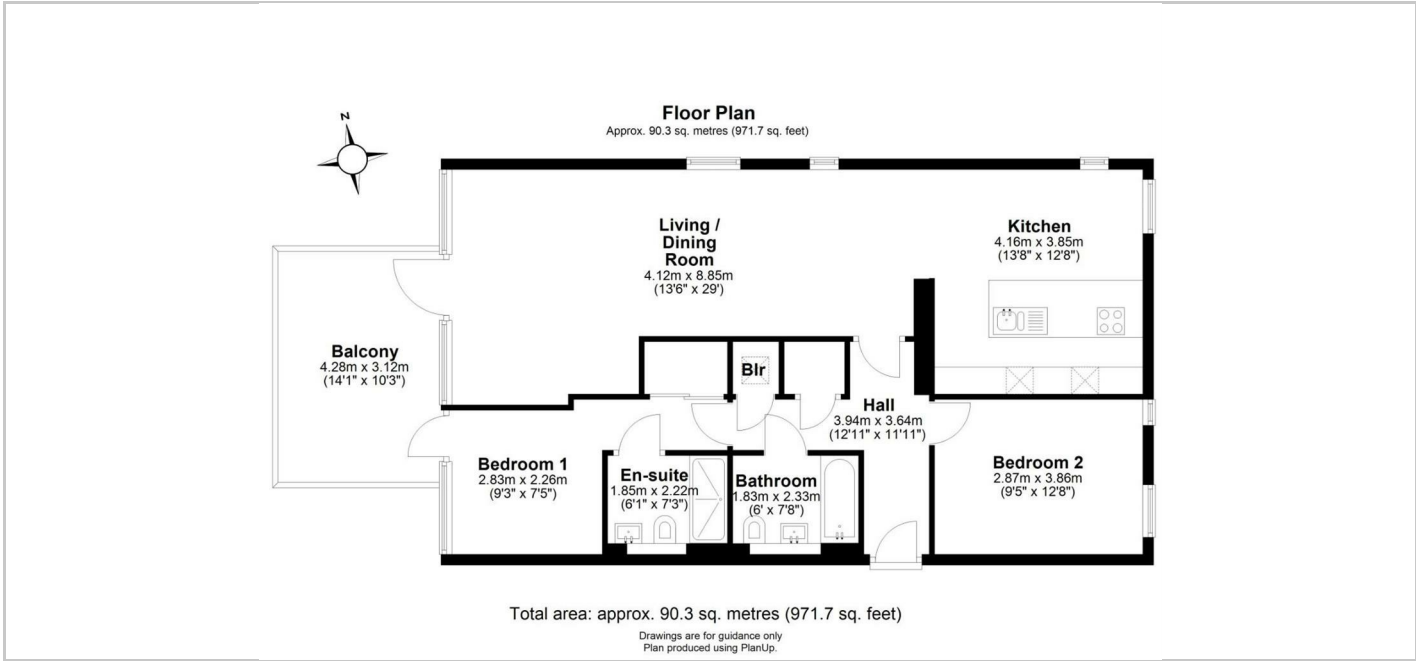 Floor Plan
Approx. 90.3 sq. metres (971.7 sq. feet)
N
Living /
Dining
Room
4.12m x 8.85m
(13'6" x 29')
Kitchen
4.16m x 3.85m
(13'8" x 12'8")
Balcony
4.28m x 3.12m
(14'1" x 10'3")
Blr
Hall
3.94m x 3.64m
(12'11" x 11'11")
Bedroom 1
2.83m x 2.26m
(9'3" x 7'5")
En-suite
1.85m x 2.22m
(6'1" x 7'3")
Bathroom
1.83m x 2.33m
(6' x 7'8")
Bedroom 2
2.87m x 3.86m
(9'5" x 12'8")
Total area: approx. 90.3 sq. metres (971.7 sq. feet)
Drawings are for guidance only
Plan produced using PlanUp.